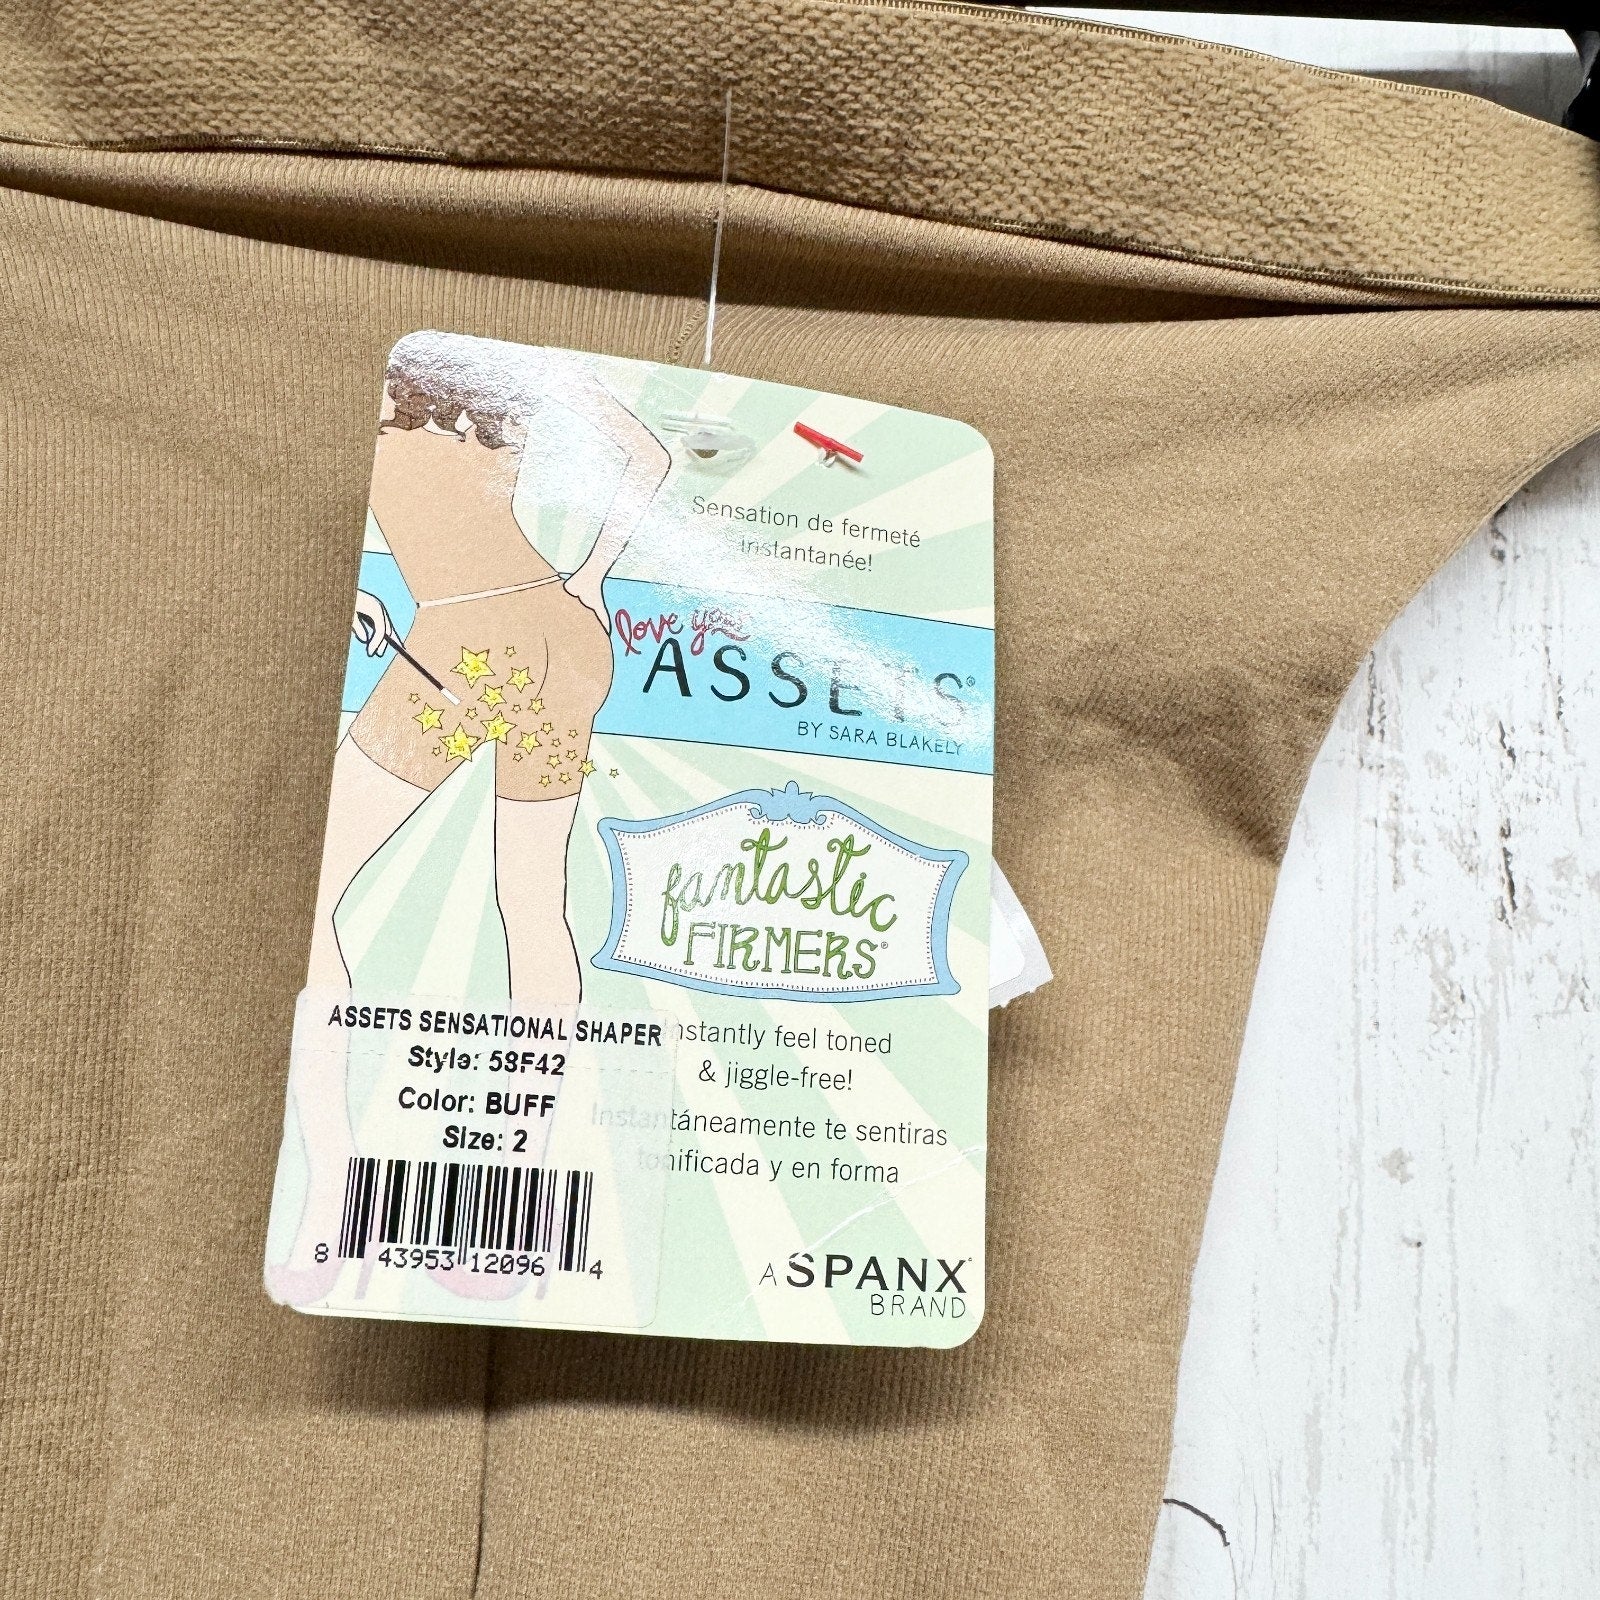 Sensation de fermeté
instantanée!
love your
ASSETS®
BY SARA BLAKELY
fantastic
FIRMERS®
Instantly feel toned
& jiggle-free!
Instantáneamente te sentiras
tonificada y en forma
ASSETS SENSATIONAL SHAPER
Style: 58F42
Color: BUFF
Size: 2
8 43953 12096 4
A SPANX®
BRAND